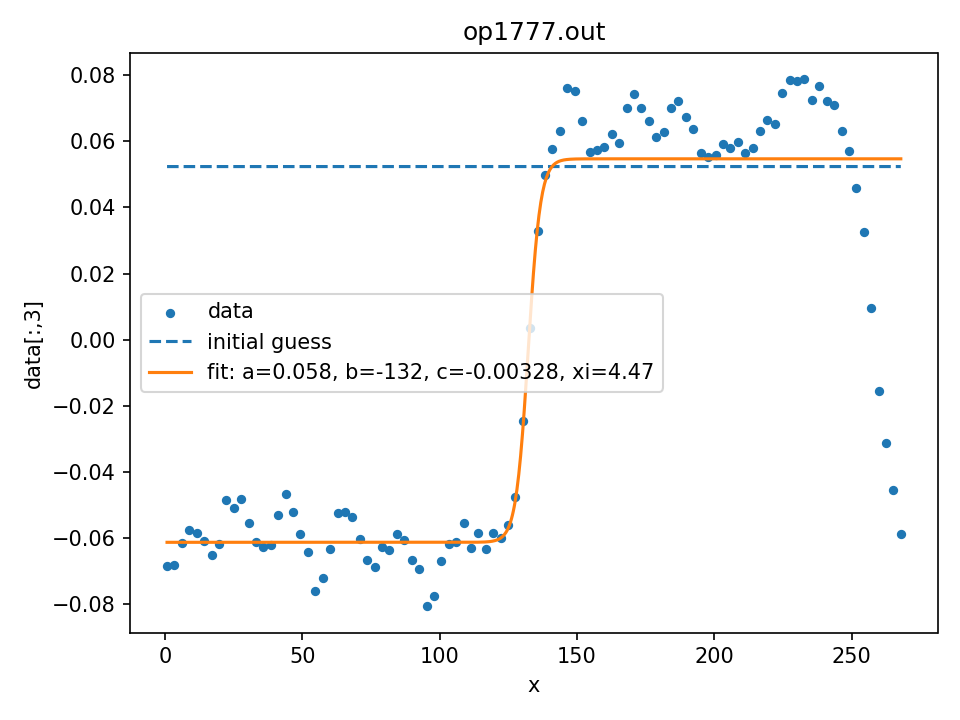 op1777.out
data[:,3]
0.08
0.06
0.04
0.02
0.00
−0.02
−0.04
−0.06
−0.08
data
initial guess
fit: a=0.058, b=-132, c=-0.00328, xi=4.47
0 50 100 150 200 250
x